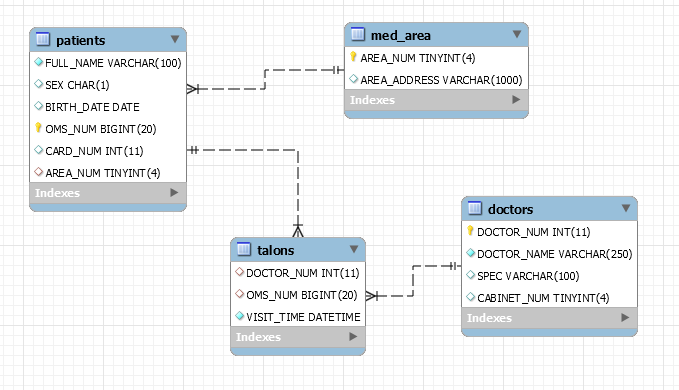 patients
FULL_NAME VARCHAR(100)
SEX CHAR(1)
BIRTH_DATE DATE
OMS_NUM BIGINT(20)
CARD_NUM INT(11)
AREA_NUM TINYINT(4)
Indexes
med_area
AREA_NUM TINYINT(4)
AREA_ADDRESS VARCHAR(1000)
Indexes
talons
DOCTOR_NUM INT(11)
OMS_NUM BIGINT(20)
VISIT_TIME DATETIME
Indexes
doctors
DOCTOR_NUM INT(11)
DOCTOR_NAME VARCHAR(250)
SPEC VARCHAR(100)
CABINET_NUM TINYINT(4)
Indexes